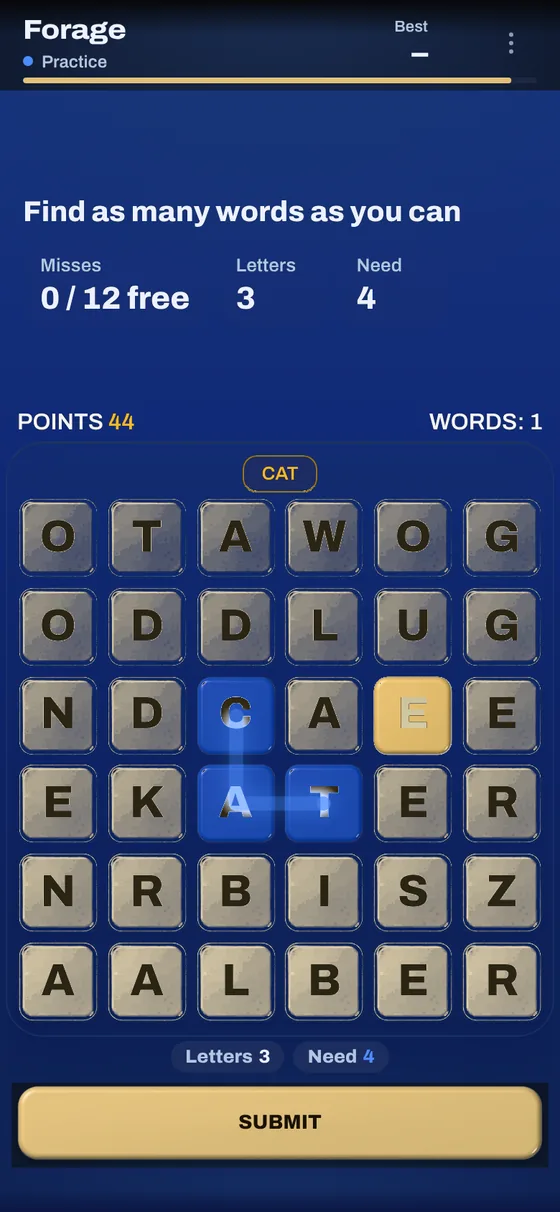 Forage
Best
Practice
–
Find as many words as you can
Misses Letters Need
0 / 12 free 3 4
POINTS 44 WORDS: 1
CAT
O T A W O G
O D D L U G
N D C A E E
E K A T E R
N R B I S Z
A A L B E R
Letters 3 Need 4
SUBMIT